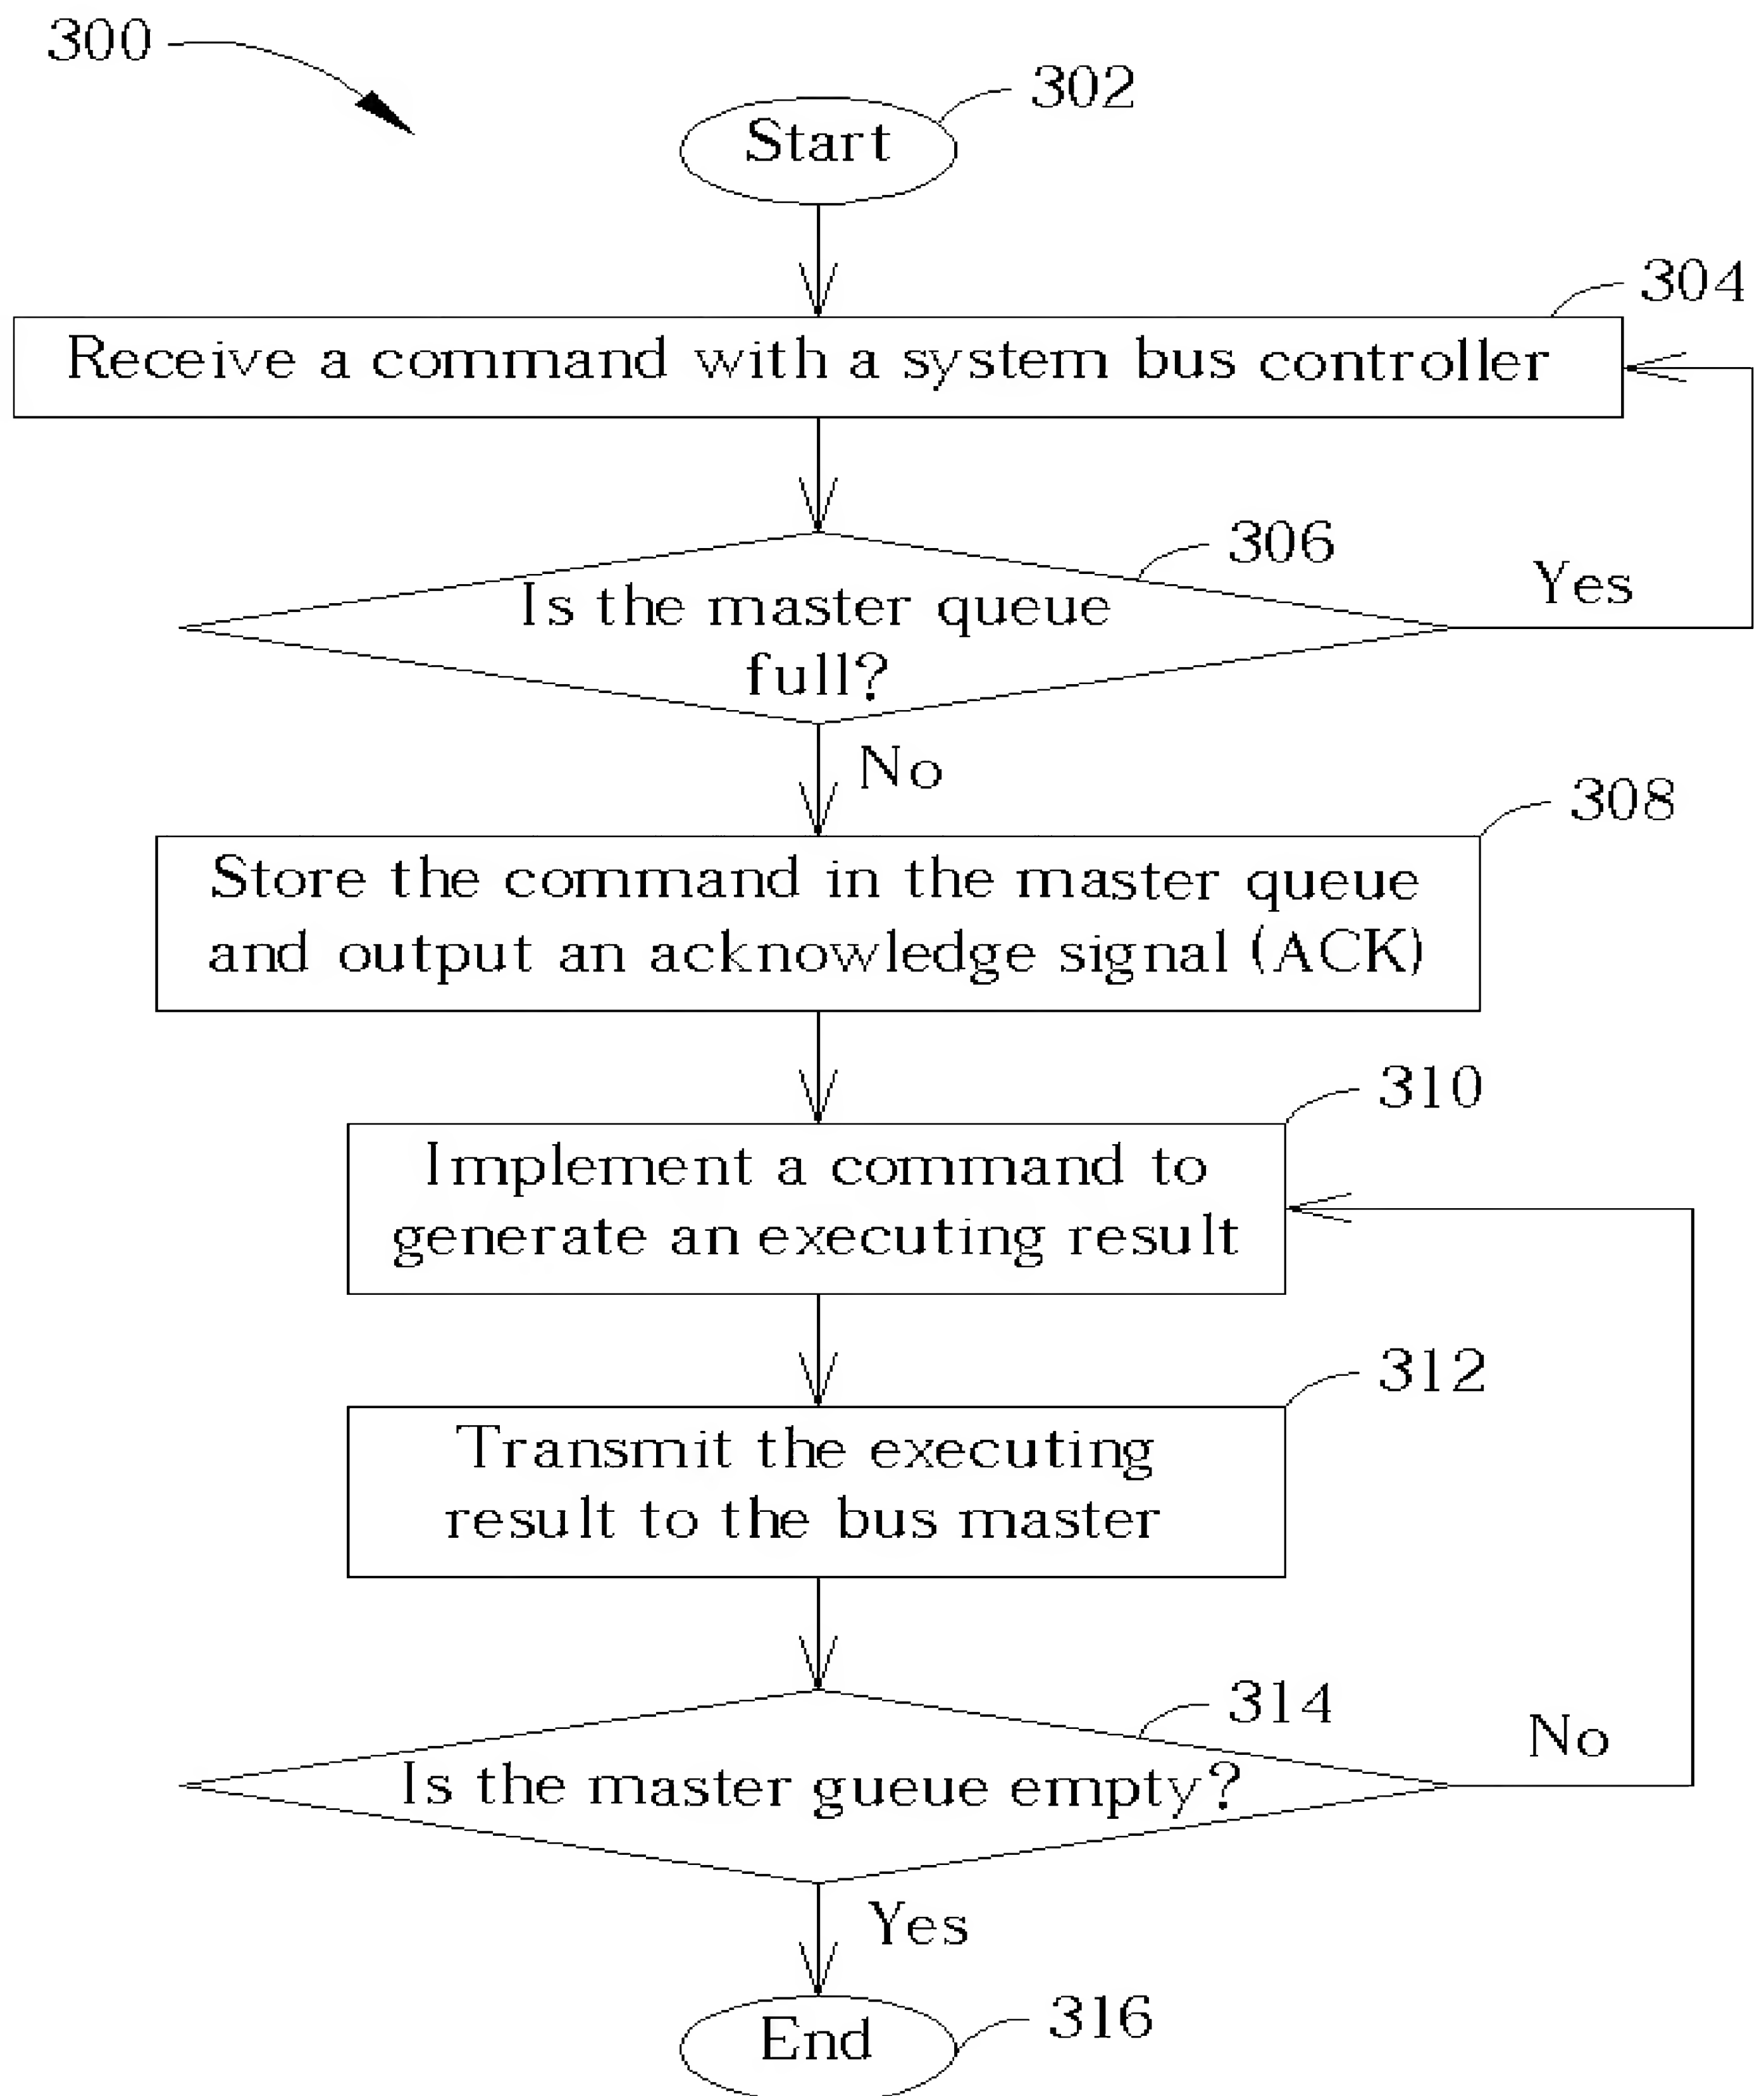 300
302
Start
304
Receive a command with a system bus controller
306
Is the master queue
full?
Yes
No
308
Store the command in the master queue
and output an acknowledge signal (ACK)
310
Implement a command to
generate an executing result
312
Transmit the executing
result to the bus master
314
Is the master gueue empty?
No
Yes
End
316